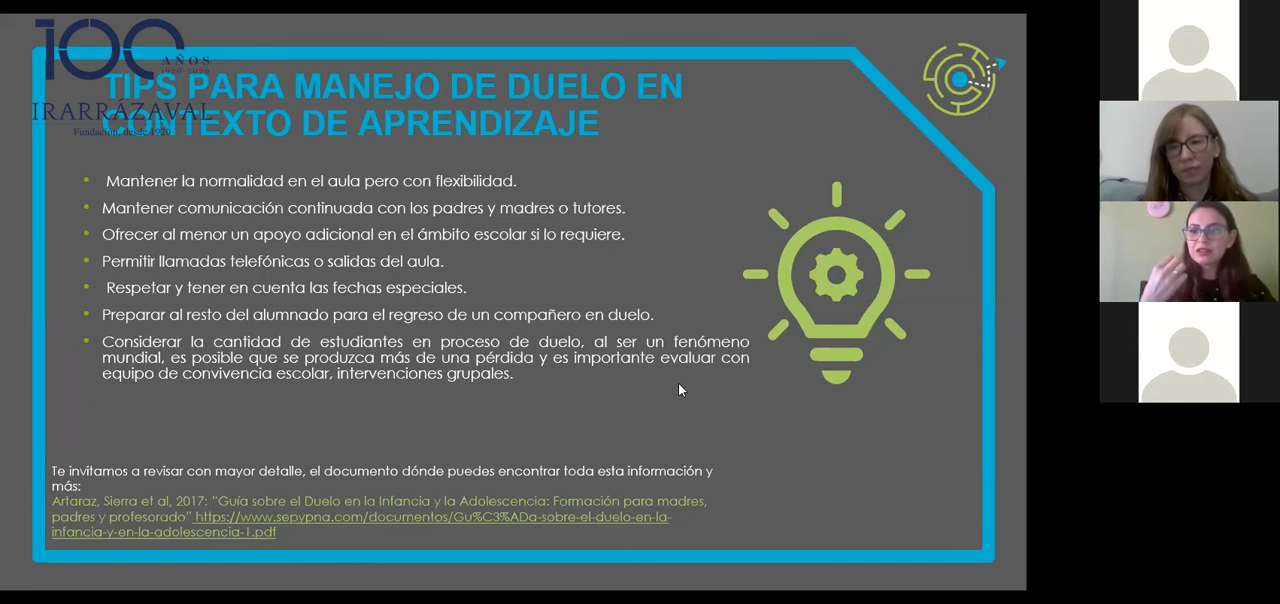 100
AÑOS
1920-2020
IRARRÁZAVAL
Fundación, desde 1920
TIPS PARA MANEJO DE DUELO EN
CONTEXTO DE APRENDIZAJE
• Mantener la normalidad en el aula pero con flexibilidad.
• Mantener comunicación continuada con los padres y madres o tutores.
• Ofrecer al menor un apoyo adicional en el ámbito escolar si lo requiere.
• Permitir llamadas telefónicas o salidas del aula.
• Respetar y tener en cuenta las fechas especiales.
• Preparar al resto del alumnado para el regreso de un compañero en duelo.
• Considerar la cantidad de estudiantes en proceso de duelo, al ser un fenómeno
mundial, es posible que se produzca más de una pérdida y es importante evaluar con
equipo de convivencia escolar, intervenciones grupales.
Te invitamos a revisar con mayor detalle, el documento dónde puedes encontrar toda esta información y
más:
Artaraz, Sierra et al, 2017: "Guía sobre el Duelo en la Infancia y la Adolescencia: Formación para madres,
padres y profesorado" https://www.sepypna.com/documentos/Gu%C3%ADa-sobre-el-duelo-en-la-
infancia-y-en-la-adolescencia-1.pdf